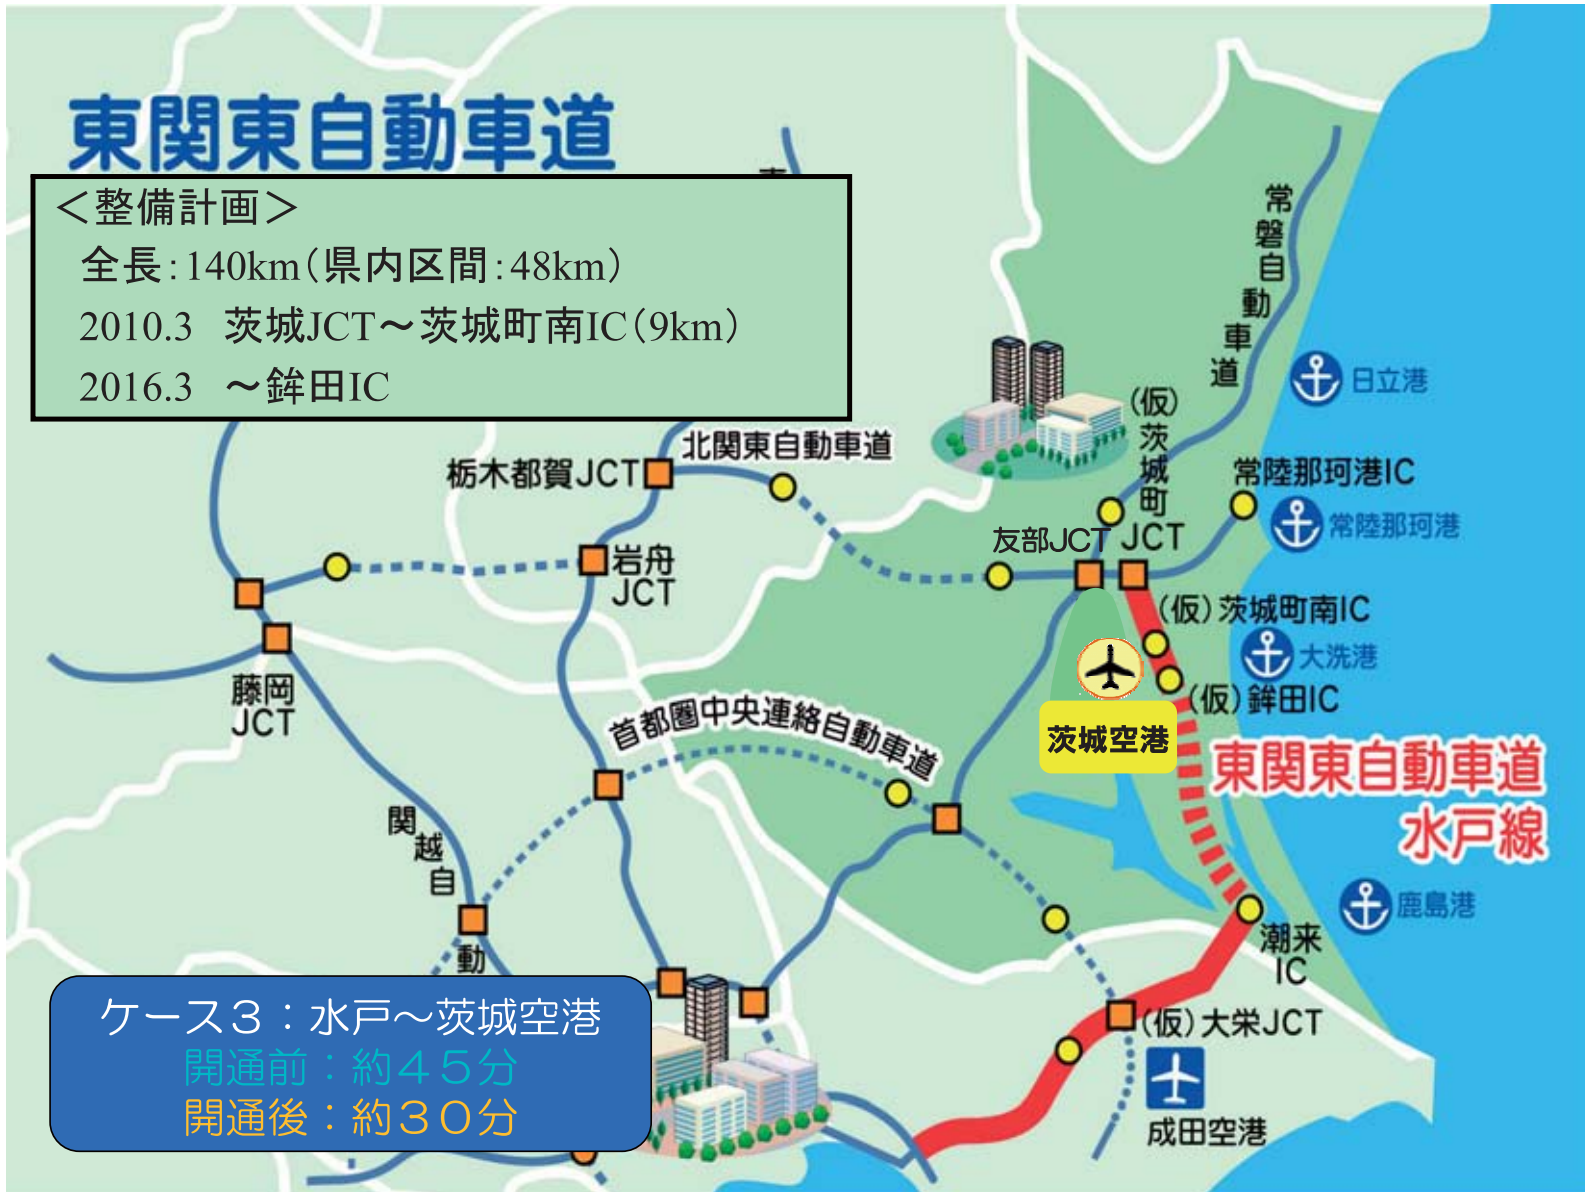 東関東自動車道
＜整備計画＞
全長：140km（県内区間：48km）
2010.3　茨城JCT～茨城町南IC（9km）
2016.3　～鉾田IC
常磐自動車道
日立港
(仮)茨城町JCT
北関東自動車道
栃木都賀JCT
常陸那珂港IC
常陸那珂港
友部JCT
岩舟
JCT
(仮)茨城町南IC
大洗港
(仮)鉾田IC
藤岡
JCT
首都圏中央連絡自動車道
茨城空港
東関東自動車道
水戸線
関越自動
鹿島港
潮来
IC
(仮)大栄JCT
成田空港
ケース３：水戸～茨城空港
開通前：約４５分
開通後：約３０分